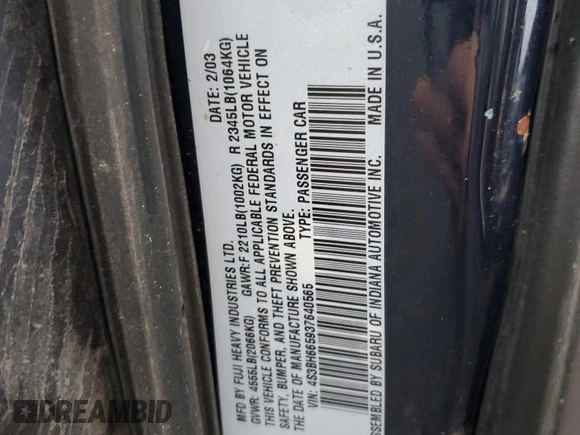 MFD BY FUJI HEAVY INDUSTRIES LTD. DATE: 2/03
GVWR: 4555LB(2066KG) GAWR:F 2210LB(1002KG) R 2345LB(1064KG)
THIS VEHICLE CONFORMS TO ALL APPLICABLE FEDERAL MOTOR VEHICLE
SAFETY, BUMPER, AND THEFT PREVENTION STANDARDS IN EFFECT ON
THE DATE OF MANUFACTURE SHOWN ABOVE.
VIN: 4S3BH665937640565 TYPE: PASSENGER CAR
ASSEMBLED BY SUBARU OF INDIANA AUTOMOTIVE INC. MADE IN U.S.A.
DREAMBID